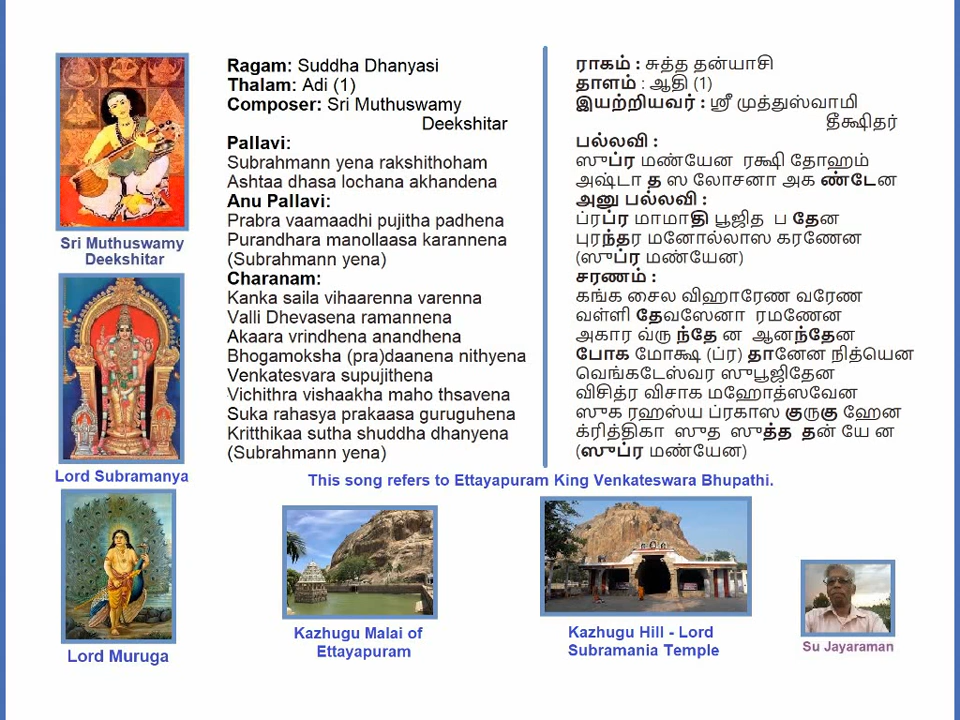 Ragam: Suddha Dhanyasi
Thalam: Adi (1)
Composer: Sri Muthuswamy
Deekshitar
Pallavi:
Subrahmann yena rakshithoham
Ashtaa dhasa lochana akhandena
Anu Pallavi:
Prabra vaamaadhi pujitha padhena
Purandhara manollaasa karannena
(Subrahmann yena)
Charanam:
Kanka saila vihaarenna varenna
Valli Dhevasena ramannena
Akaara vrindhena anandhena
Bhogamoksha (pra)daanena nithyena
Venkatesvara supujithena
Vichithra vishaakha maho thsavena
Suka rahasya prakaasa guruguhena
Kritthikaa sutha shuddha dhanyena
(Subrahmann yena)
ராகம் : சுத்த தன்யாசி
தாளம் : ஆதி (1)
இயற்றியவர் : ஸ்ரீ முத்துஸ்வாமி
தீக்ஷிதர்
பல்லவி :
ஸுப்ர மண்யேன ரக்ஷி தோஹம்
அஷ்டா த ஸ லோசனா அக ண்டேன
அனு பல்லவி :
ப்ரப்ர மாமாதி பூஜித ப தேன
புரந்தர மனோல்லாஸ கரணேன
(ஸுப்ர மண்யேன)
சரணம் :
கங்க சைல விஹாரேண வரேண
வள்ளி தேவஸேனா ரமணேன
அகார வ்ரு ந்தே ன ஆனந்தேன
போக மோக்ஷ (ப்ர) தானேன நித்யென
வெங்கடேஸ்வர ஸுபூஜிதேன
விசித்ர விசாக மஹோத்ஸவேன
ஸுக ரஹஸ்ய ப்ரகாஸ குருகு ஹேன
க்ரித்திகா ஸுத ஸுத்த தன் யே ன
(ஸுப்ர மண்யேன)
Sri Muthuswamy
Deekshitar
Lord Subramanya
Lord Muruga
This song refers to Ettayapuram King Venkateswara Bhupathi.
Kazhugu Malai of
Ettayapuram
Kazhugu Hill - Lord
Subramania Temple
Su Jayaraman